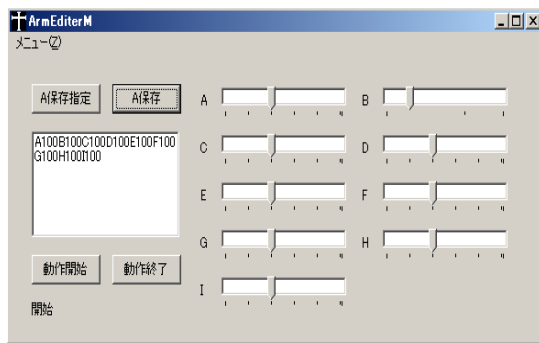 ArmEditerM
メニュー(Z)
A保存指定 A保存
A B
A100B100C100D100E100F100
G100H100I100
C D
E F
G H
動作開始 動作終了
I
開始